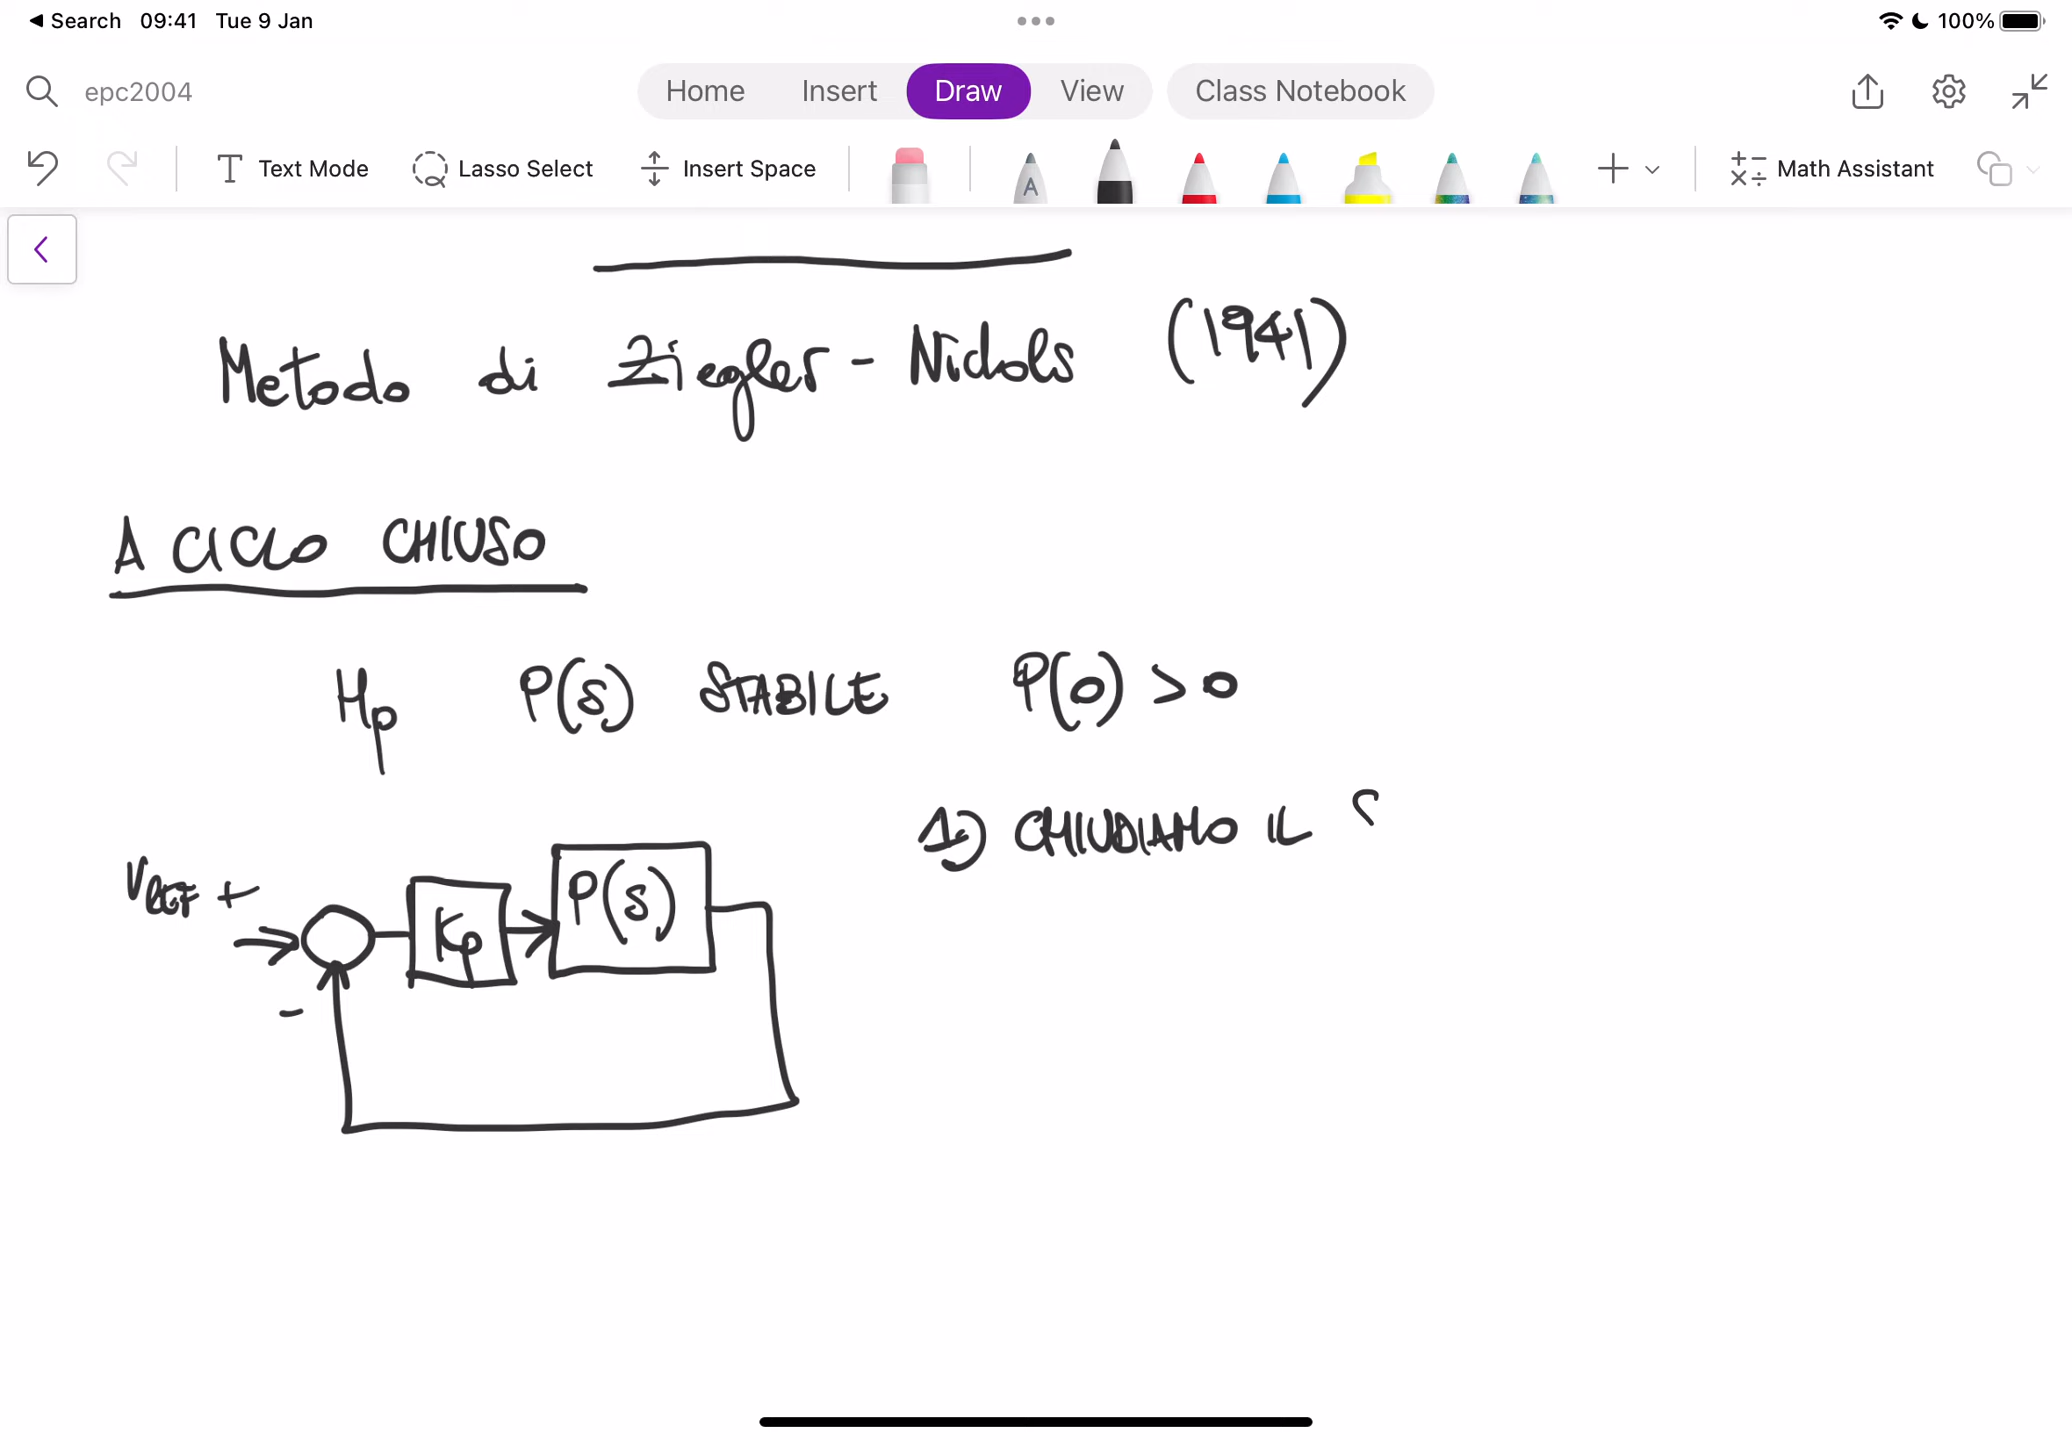 Search 09:41 Tue 9 Jan 100%
epc2004 Home Insert Draw View Class Notebook
Text Mode Lasso Select Insert Space A Math Assistant
Metodo di Ziegler - Nichols (1941)
A CICLO CHIUSO
Hp P(s) STABILE P(0) > 0
1) CHIUDIAMO IL
VREF + Kp P(s)
-